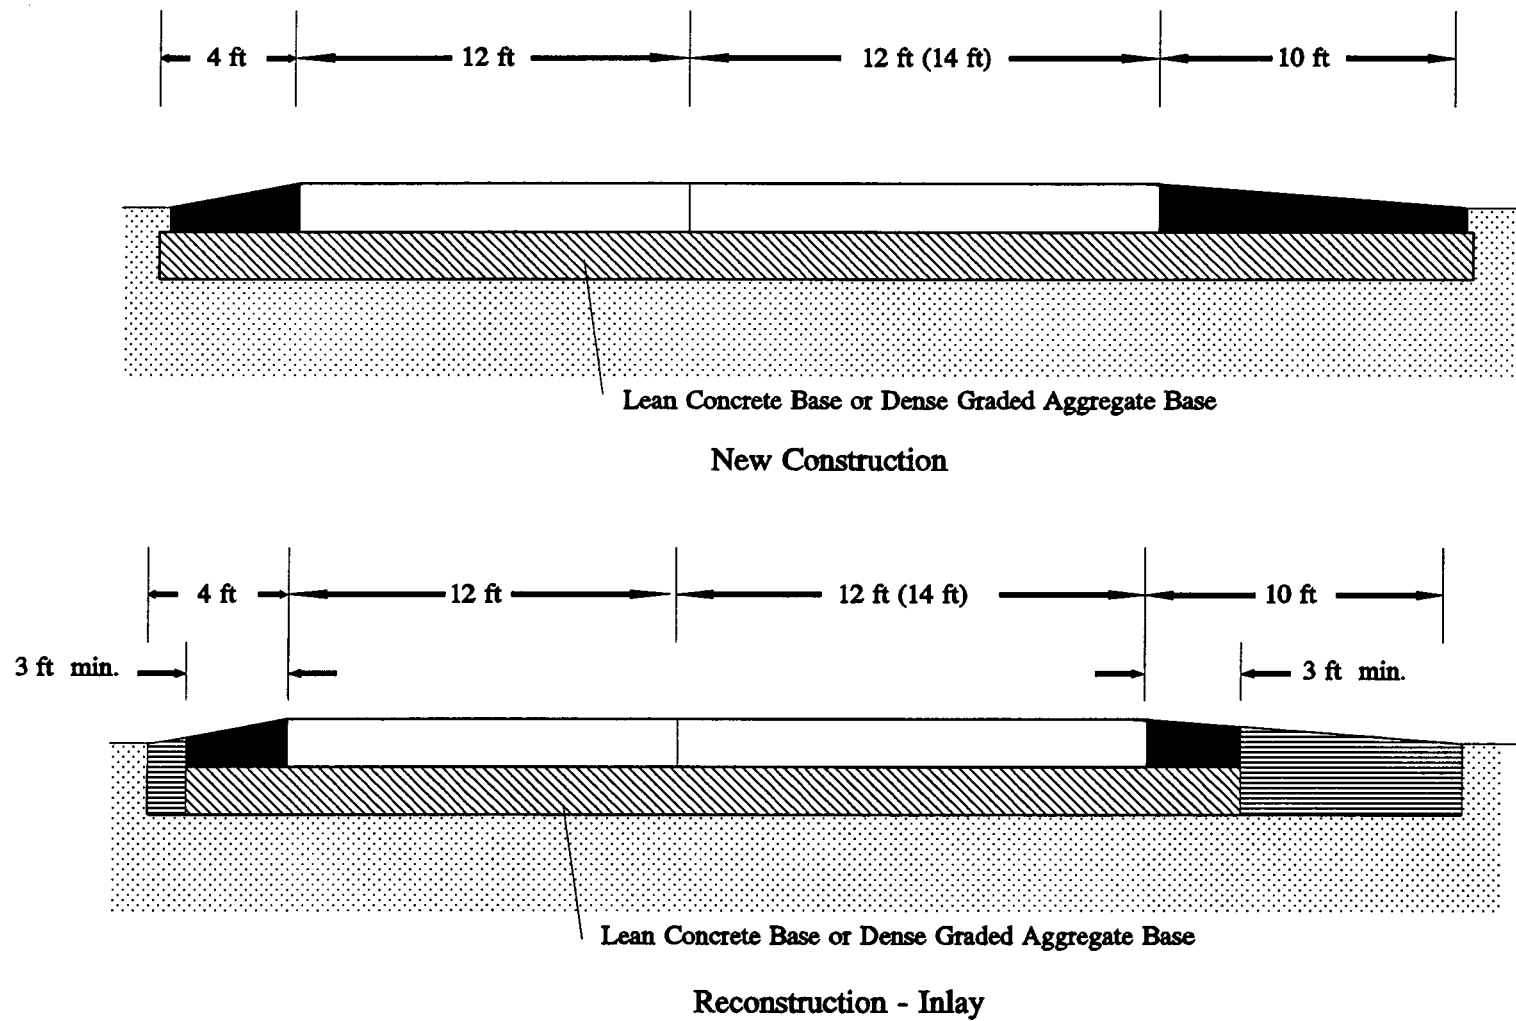 4 ft 12 ft 12 ft (14 ft) 10 ft
Lean Concrete Base or Dense Graded Aggregate Base
New Construction
4 ft 12 ft 12 ft (14 ft) 10 ft
3 ft min. 3 ft min.
Lean Concrete Base or Dense Graded Aggregate Base
Reconstruction - Inlay